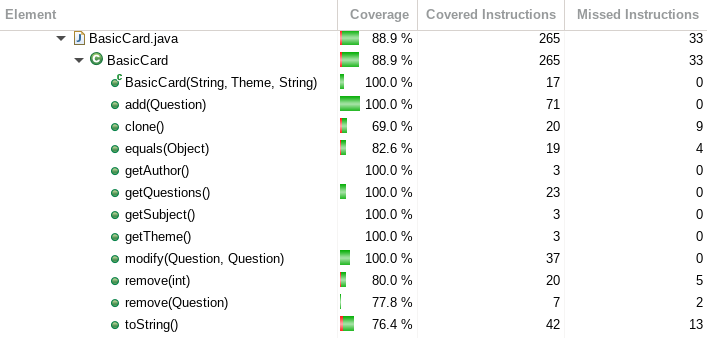 Element Coverage Covered Instructions Missed Instructions
BasicCard.java 88.9 % 265 33
BasicCard 88.9 % 265 33
BasicCard(String, Theme, String) 100.0 % 17 0
add(Question) 100.0 % 71 0
clone() 69.0 % 20 9
equals(Object) 82.6 % 19 4
getAuthor() 100.0 % 3 0
getQuestions() 100.0 % 23 0
getSubject() 100.0 % 3 0
getTheme() 100.0 % 3 0
modify(Question, Question) 100.0 % 37 0
remove(int) 80.0 % 20 5
remove(Question) 77.8 % 7 2
toString() 76.4 % 42 13